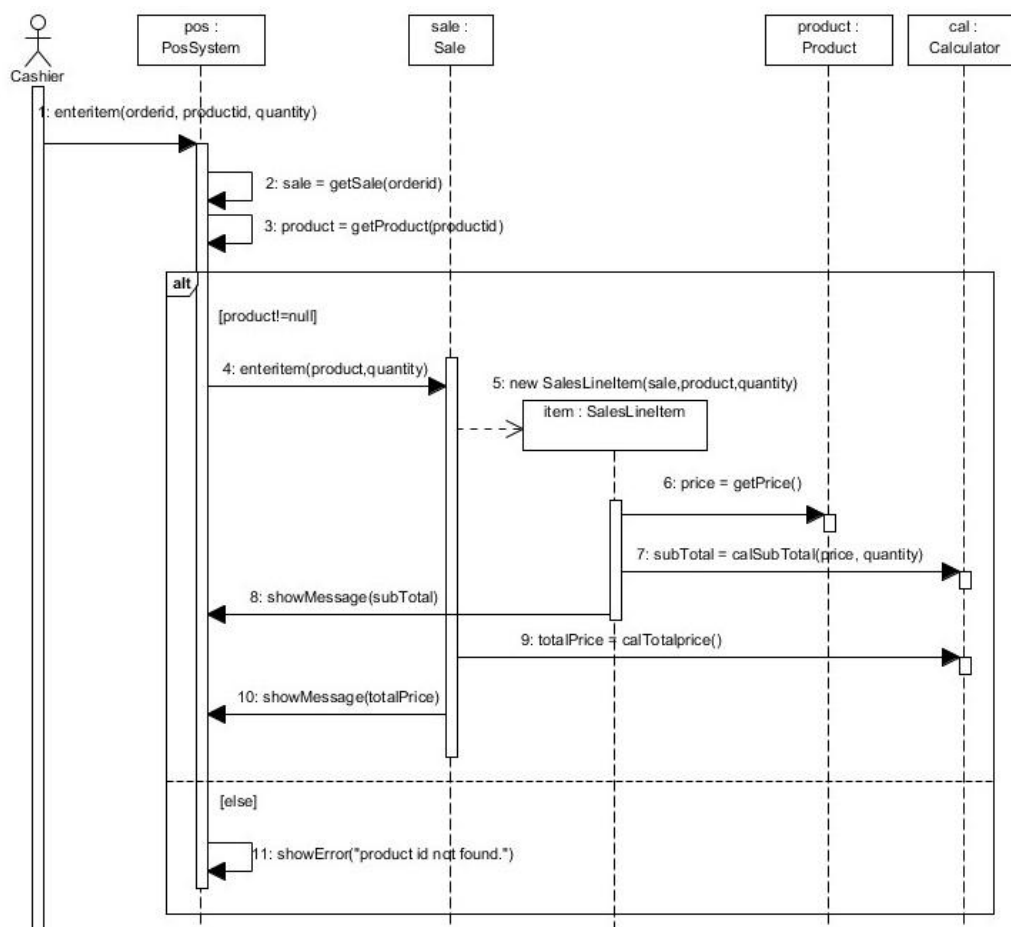 pos :
PosSystem
sale :
Sale
product :
Product
cal :
Calculator
Cashier
1: enteritem(orderid, productid, quantity)
2: sale = getSale(orderid)
3: product = getProduct(productid)
alt
[product!=null]
4: enteritem(product,quantity)
5: new SalesLineItem(sale,product,quantity)
item : SalesLineItem
6: price = getPrice()
7: subTotal = calSubTotal(price, quantity)
8: showMessage(subTotal)
9: totalPrice = calTotalprice()
10: showMessage(totalPrice)
[else]
11: showError("product id not found.")